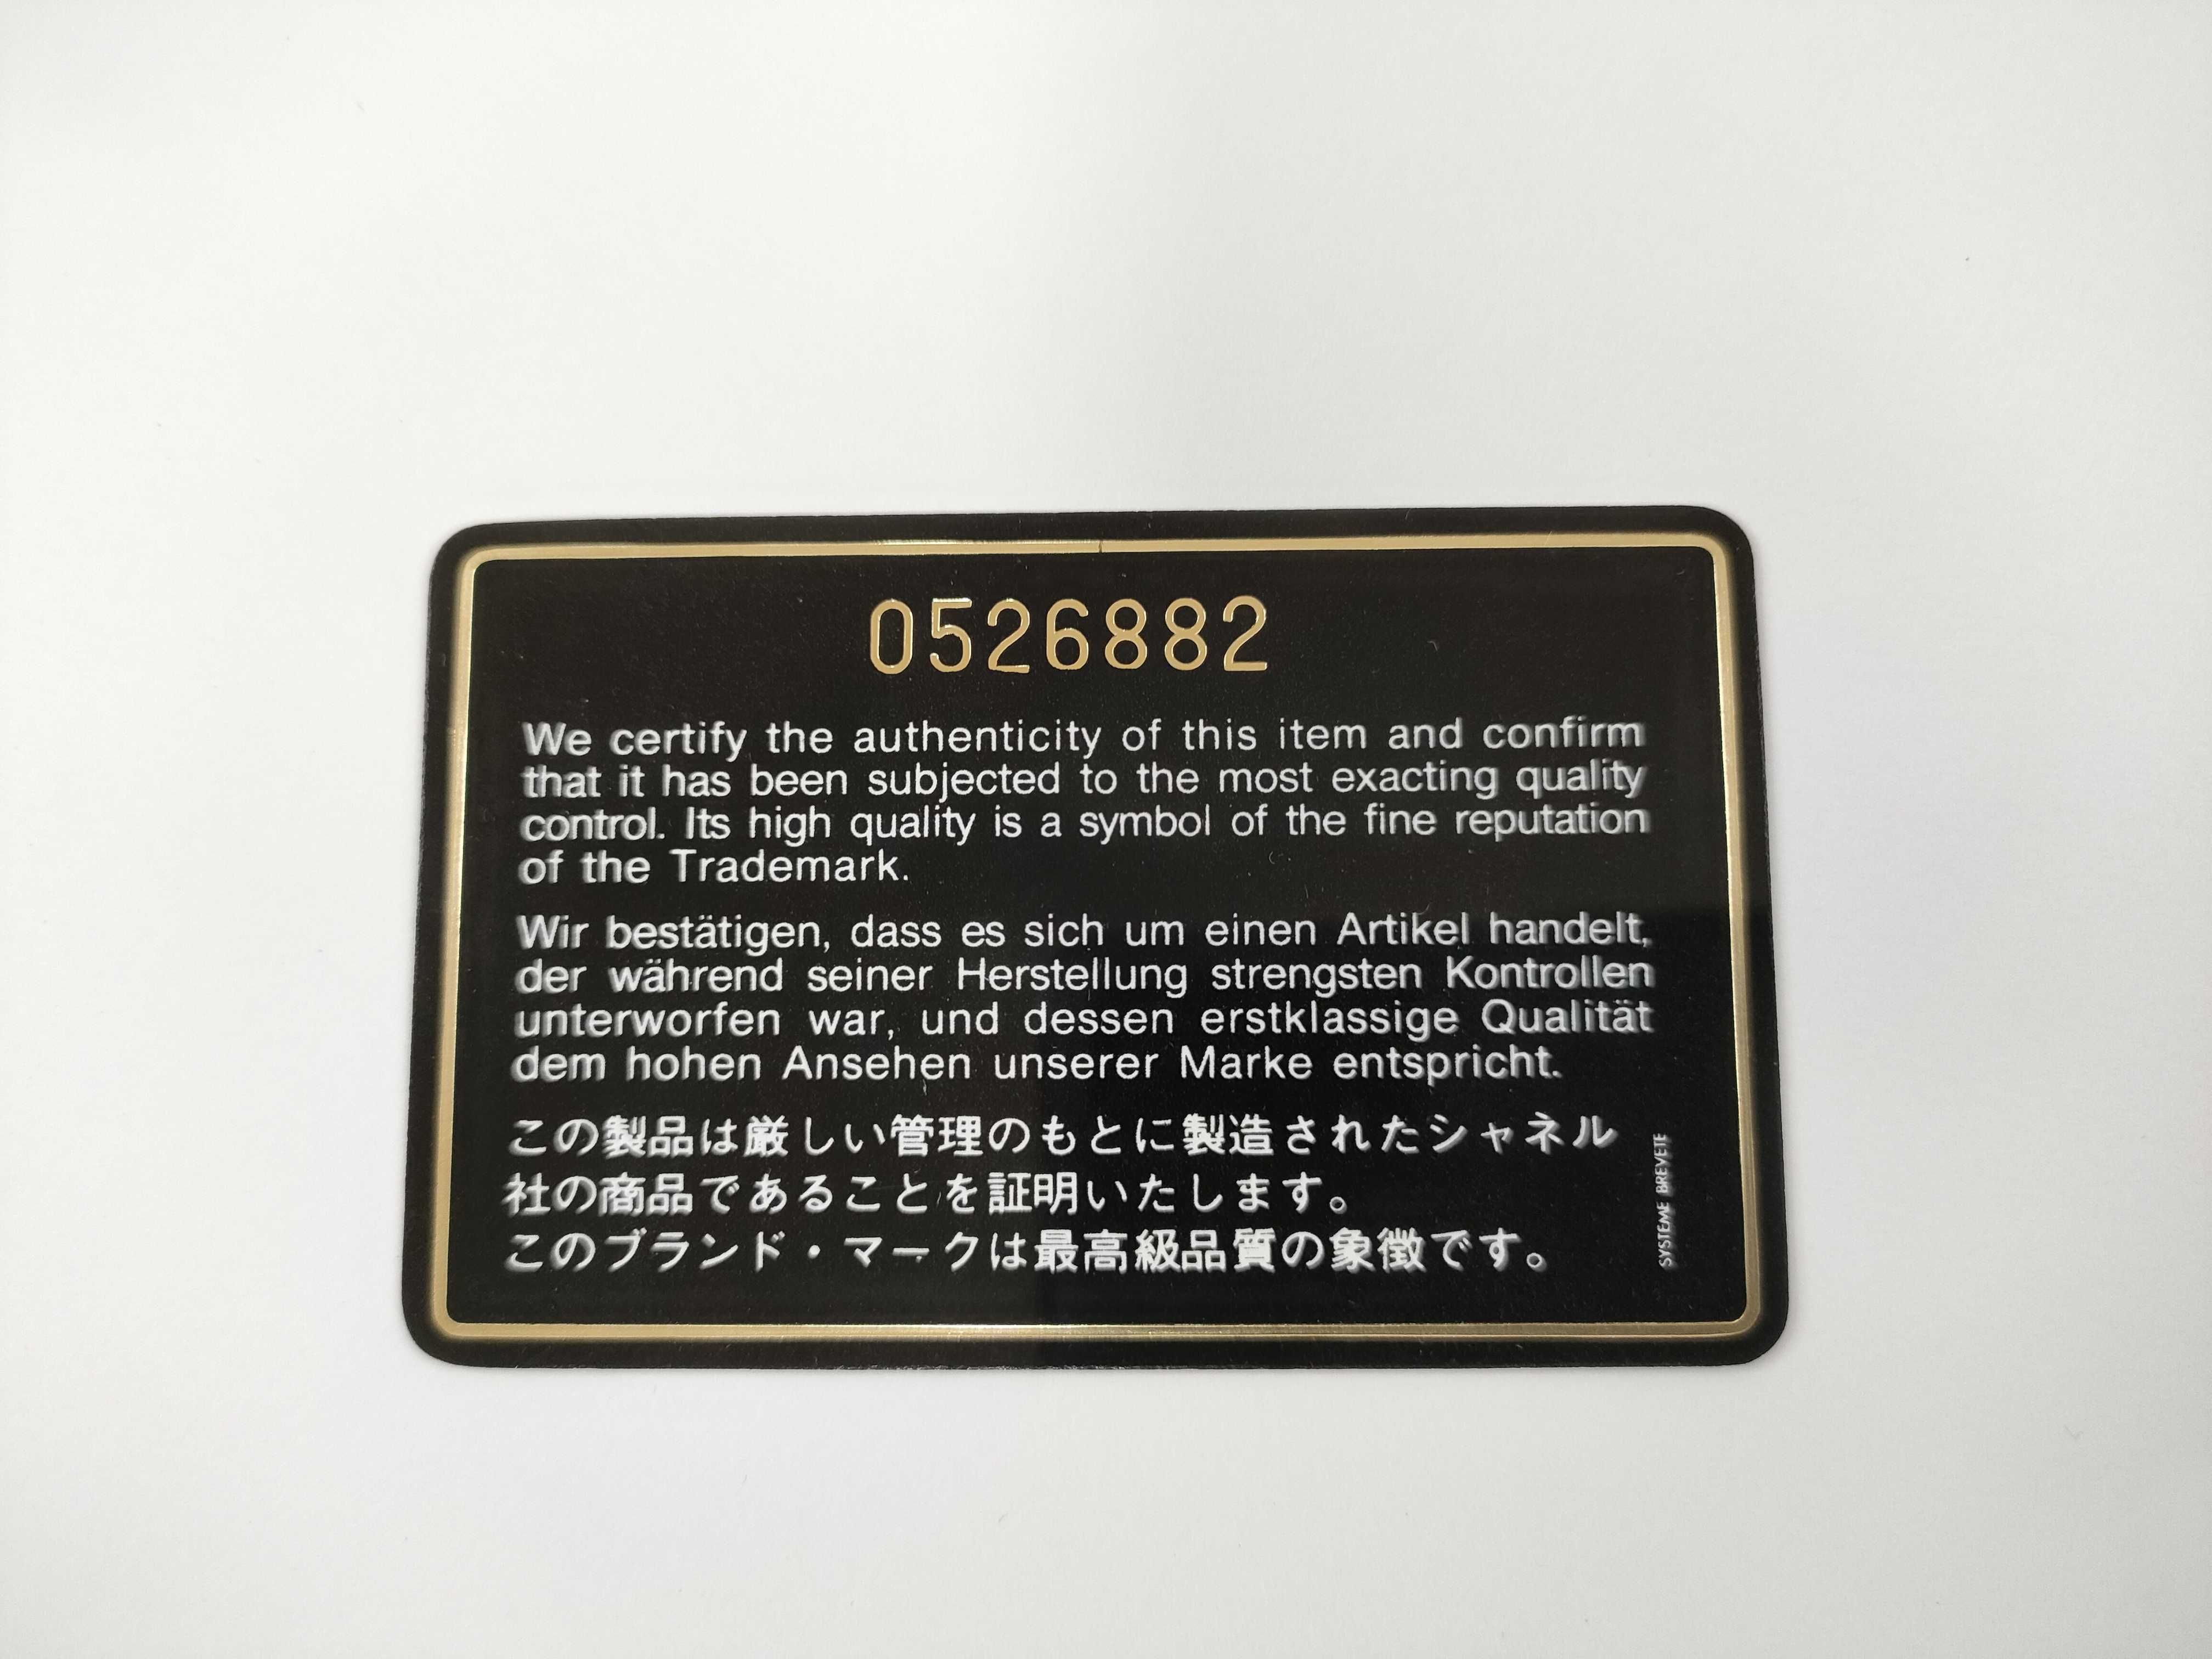 0526882
We certify the authenticity of this item and confirm
that it has been subjected to the most exacting quality
control. Its high quality is a symbol of the fine reputation
of the Trademark.
Wir bestätigen, dass es sich um einen Artikel handelt,
der während seiner Herstellung strengsten Kontrollen
unterworfen war, und dessen erstklassige Qualität
dem hohen Ansehen unserer Marke entspricht.
この製品は厳しい管理のもとに製造されたシャネル
社の商品であることを証明いたします。
このブランド・マークは最高級品質の象徴です。
SYSTEME BREVETE